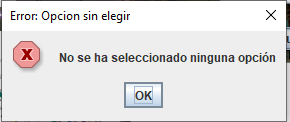 Error: Opcion sin elegir
No se ha seleccionado ninguna opción
OK